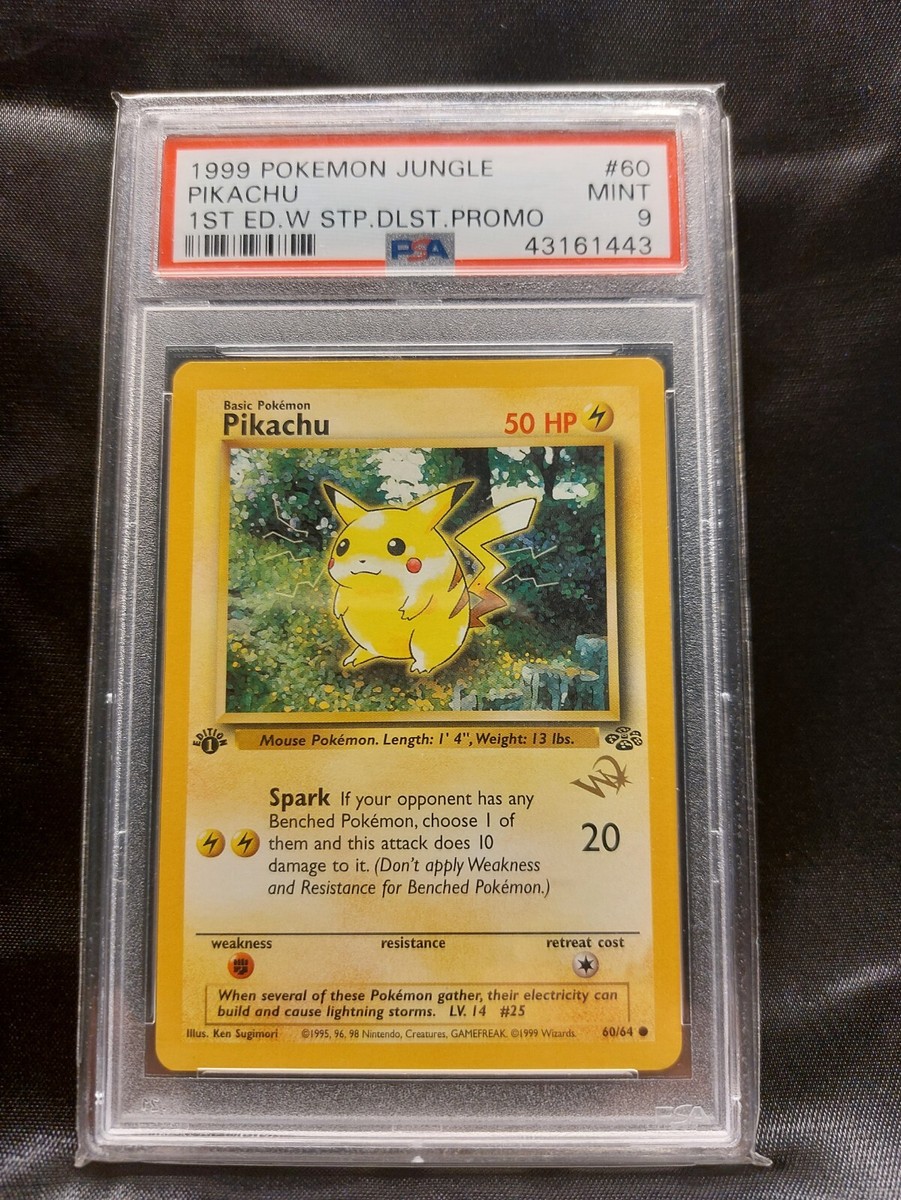 1999 POKEMON JUNGLE #60
PIKACHU MINT
1ST ED.W STP.DLST.PROMO 9
PSA 43161443
Basic Pokémon
Pikachu 50 HP
EDITION
1
Mouse Pokémon. Length: 1' 4", Weight: 13 lbs.
W
Spark If your opponent has any
Benched Pokémon, choose 1 of
them and this attack does 10
damage to it. (Don't apply Weakness
and Resistance for Benched Pokémon.)
20
weakness resistance retreat cost
When several of these Pokémon gather, their electricity can
build and cause lightning storms. LV. 14 #25
Illus. Ken Sugimori ©1995, 96, 98 Nintendo, Creatures, GAMEFREAK. ©1999 Wizards. 60/64
PSA